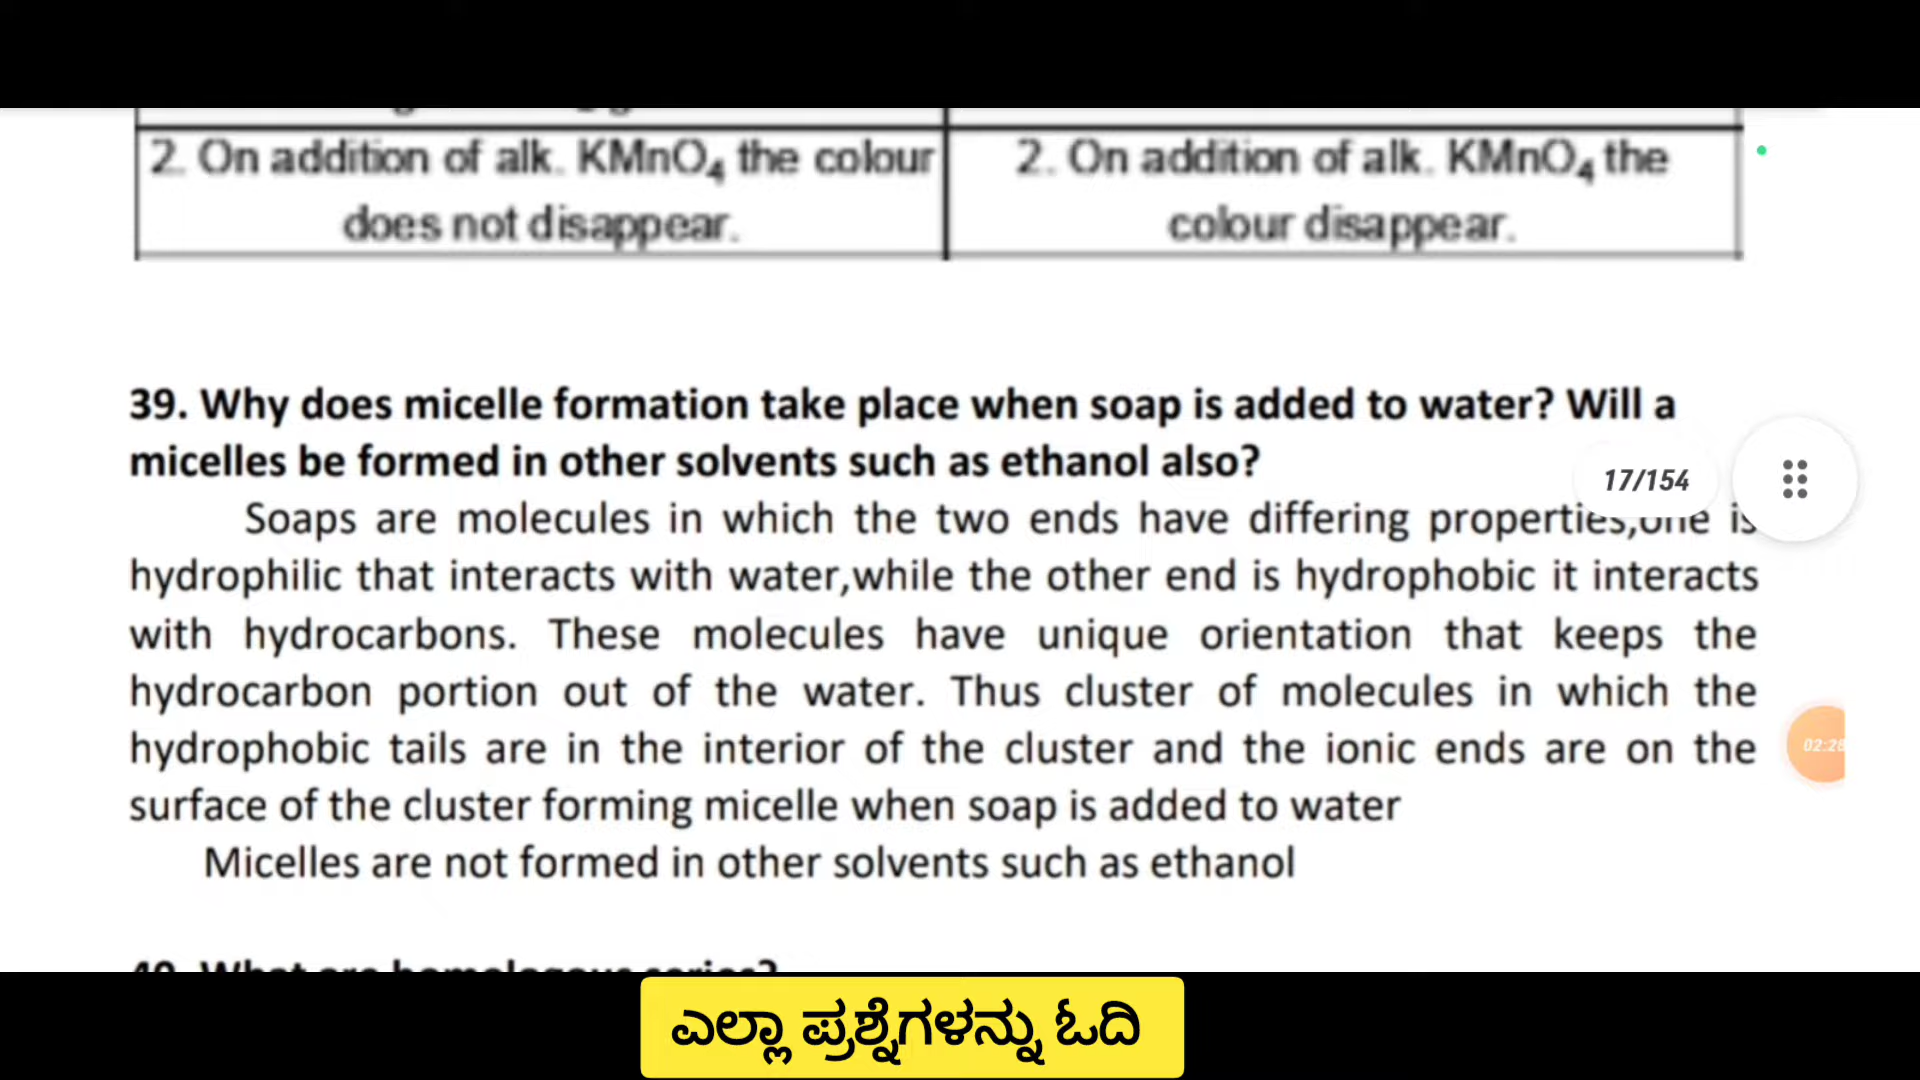 2. On addition of alk. KMnO₄ the colour
does not disappear.
2. On addition of alk. KMnO₄ the
colour disappear.
39. Why does micelle formation take place when soap is added to water? Will a
micelles be formed in other solvents such as ethanol also?
17/154
Soaps are molecules in which the two ends have differing properties,one is
hydrophilic that interacts with water,while the other end is hydrophobic it interacts
with hydrocarbons. These molecules have unique orientation that keeps the
hydrocarbon portion out of the water. Thus cluster of molecules in which the
hydrophobic tails are in the interior of the cluster and the ionic ends are on the
02:28
surface of the cluster forming micelle when soap is added to water
Micelles are not formed in other solvents such as ethanol
40. What are homologous series?
ಎಲ್ಲಾ ಪ್ರಶ್ನೆಗಳನ್ನು ಓದಿ